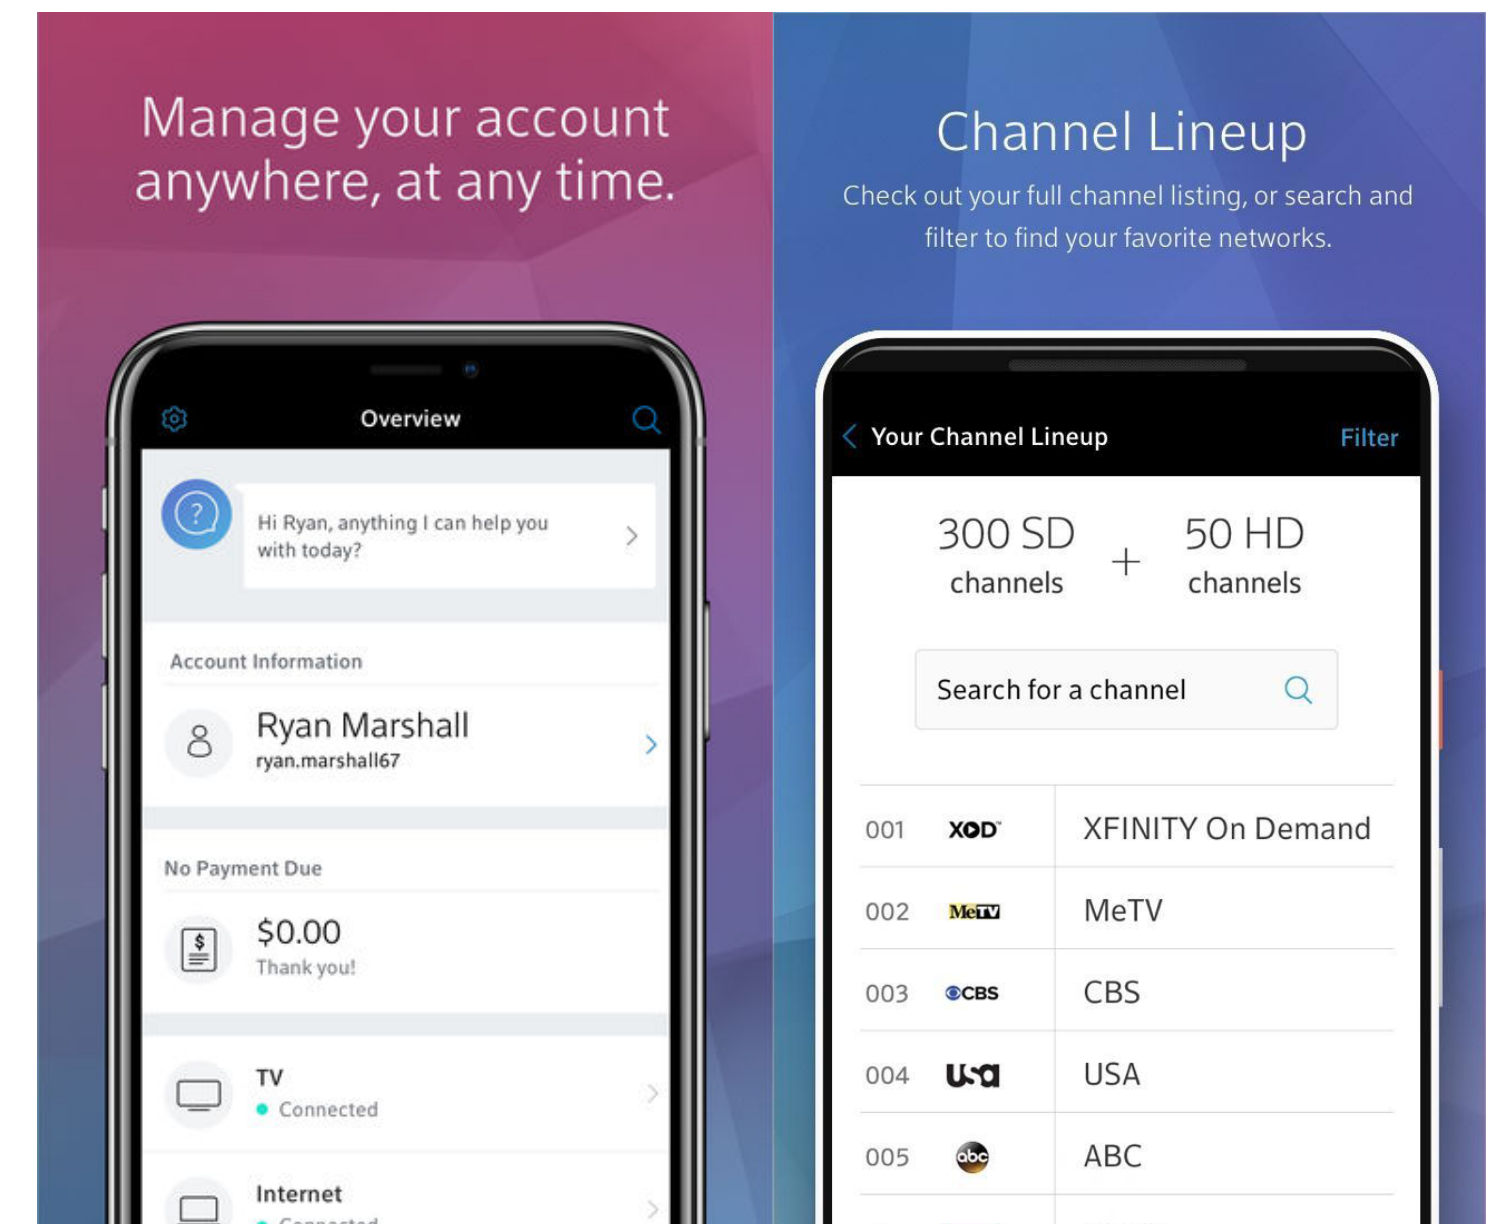 Manage your account
anywhere, at any time.
Overview
?
Hi Ryan, anything I can help you
with today?
Account Information
Ryan Marshall
ryan.marshall67
No Payment Due
$
$0.00
Thank you!
TV
Connected
Internet
Connected
Channel Lineup
Check out your full channel listing, or search and
filter to find your favorite networks.
Your Channel Lineup Filter
300 SD + 50 HD
channels channels
Search for a channel
001 XOD™ XFINITY On Demand
002 MeTV MeTV
003 CBS CBS
004 USA USA
005 abc ABC